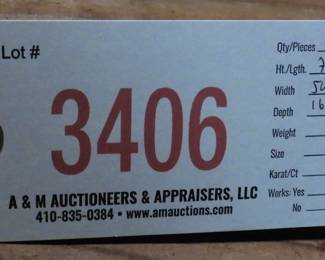 Lot #
3406
A & M AUCTIONEERS & APPRAISERS, LLC
410-835-0384 • www.amauctions.com
Qty/Pieces
Ht./Lgth.
Width
Depth 16
Weight
Size
Karat/Ct
Works: Yes
No